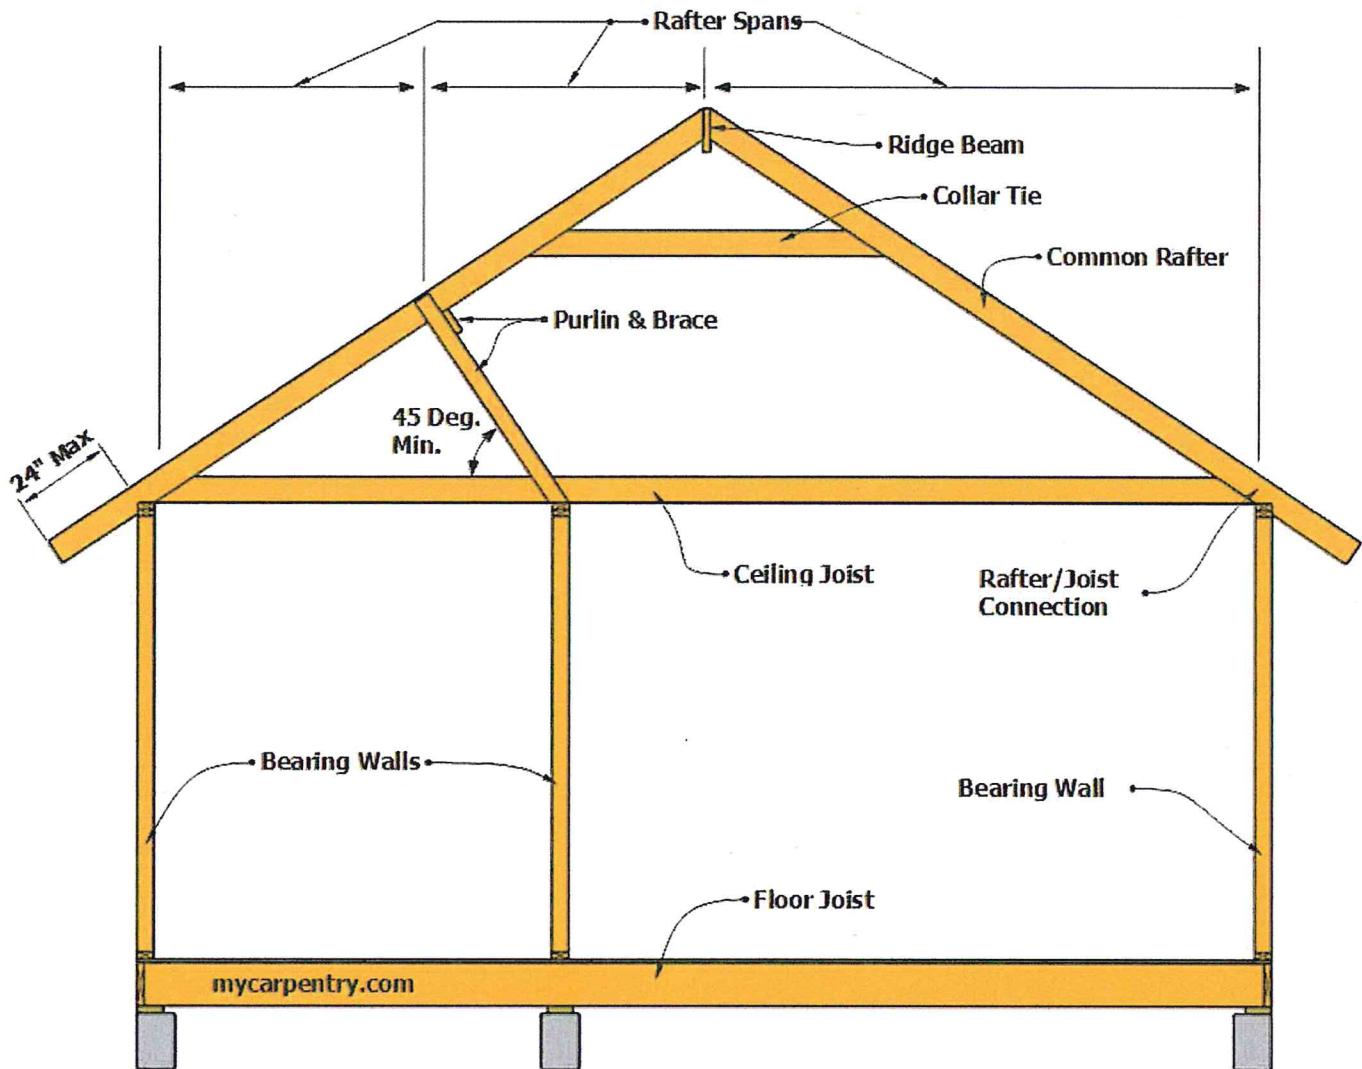 Rafter Spans
Ridge Beam
Collar Tie
Common Rafter
Purlin & Brace
45 Deg.
Min.
24" Max
Ceiling Joist
Rafter/Joist
Connection
Bearing Walls
Bearing Wall
Floor Joist
mycarpentry.com